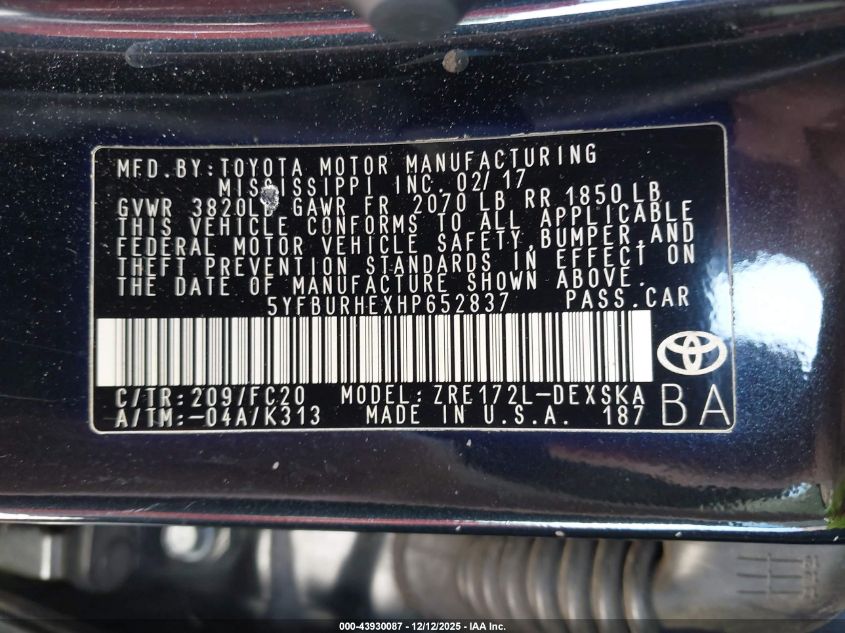 MFD.BY:TOYOTA MOTOR MANUFACTURING
MISSISSIPPI INC. 02/17
GVWR 3820LB GAWR FR 2070 LB RR 1850LB
THIS VEHICLE CONFORMS TO ALL APPLICABLE
FEDERAL MOTOR VEHICLE SAFETY,BUMPER,AND
THEFT PREVENTION STANDARDS IN EFFECT ON
THE DATE OF MANUFACTURE SHOWN ABOVE.
5YFBURHEXHP652837 PASS.CAR
C/TR:209/FC20 MODEL:ZRE172L-DEXSKA
A/TM:-04A/K313 MADE IN U.S.A. 187
BA
000-43930087 - 12/12/2025 - IAA Inc.